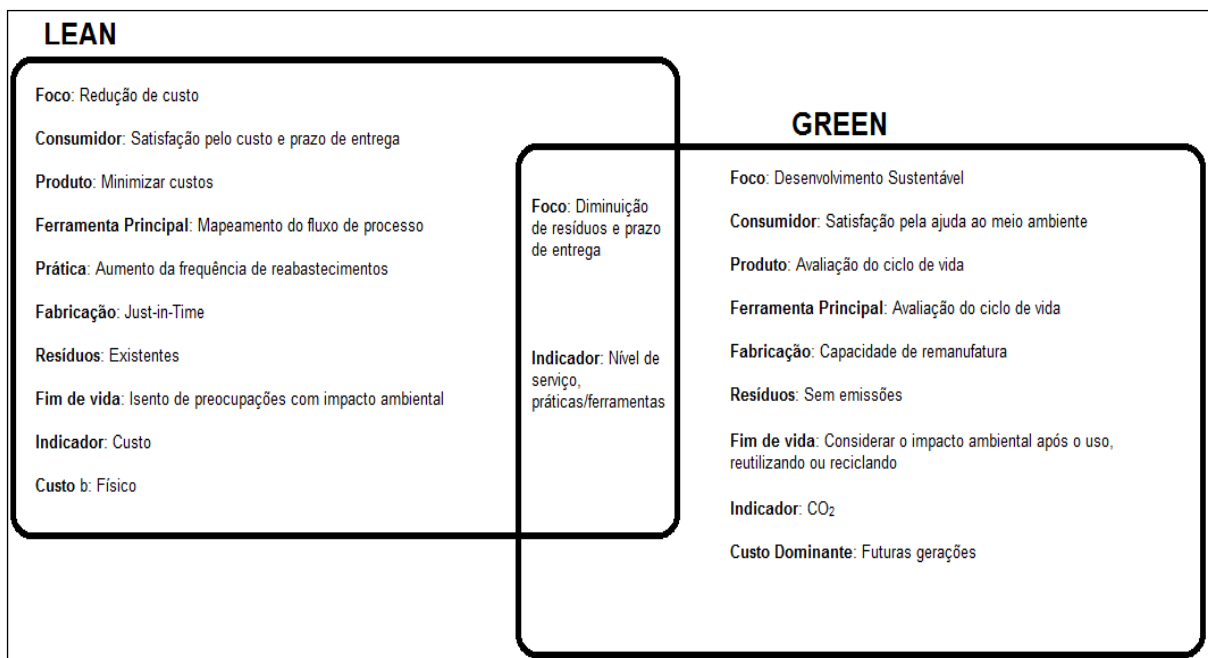 LEAN
Foco: Redução de custo
Consumidor: Satisfação pelo custo e prazo de entrega
Produto: Minimizar custos
Ferramenta Principal: Mapeamento do fluxo de processo
Prática: Aumento da frequência de reabastecimentos
Fabricação: Just-in-Time
Resíduos: Existentes
Fim de vida: Isento de preocupações com impacto ambiental
Indicador: Custo
Custo b: Físico
Foco: Diminuição
de resíduos e prazo
de entrega
Indicador: Nível de
serviço,
práticas/ferramentas
GREEN
Foco: Desenvolvimento Sustentável
Consumidor: Satisfação pela ajuda ao meio ambiente
Produto: Avaliação do ciclo de vida
Ferramenta Principal: Avaliação do ciclo de vida
Fabricação: Capacidade de remanufatura
Resíduos: Sem emissões
Fim de vida: Considerar o impacto ambiental após o uso,
reutilizando ou reciclando
Indicador: CO₂
Custo Dominante: Futuras gerações